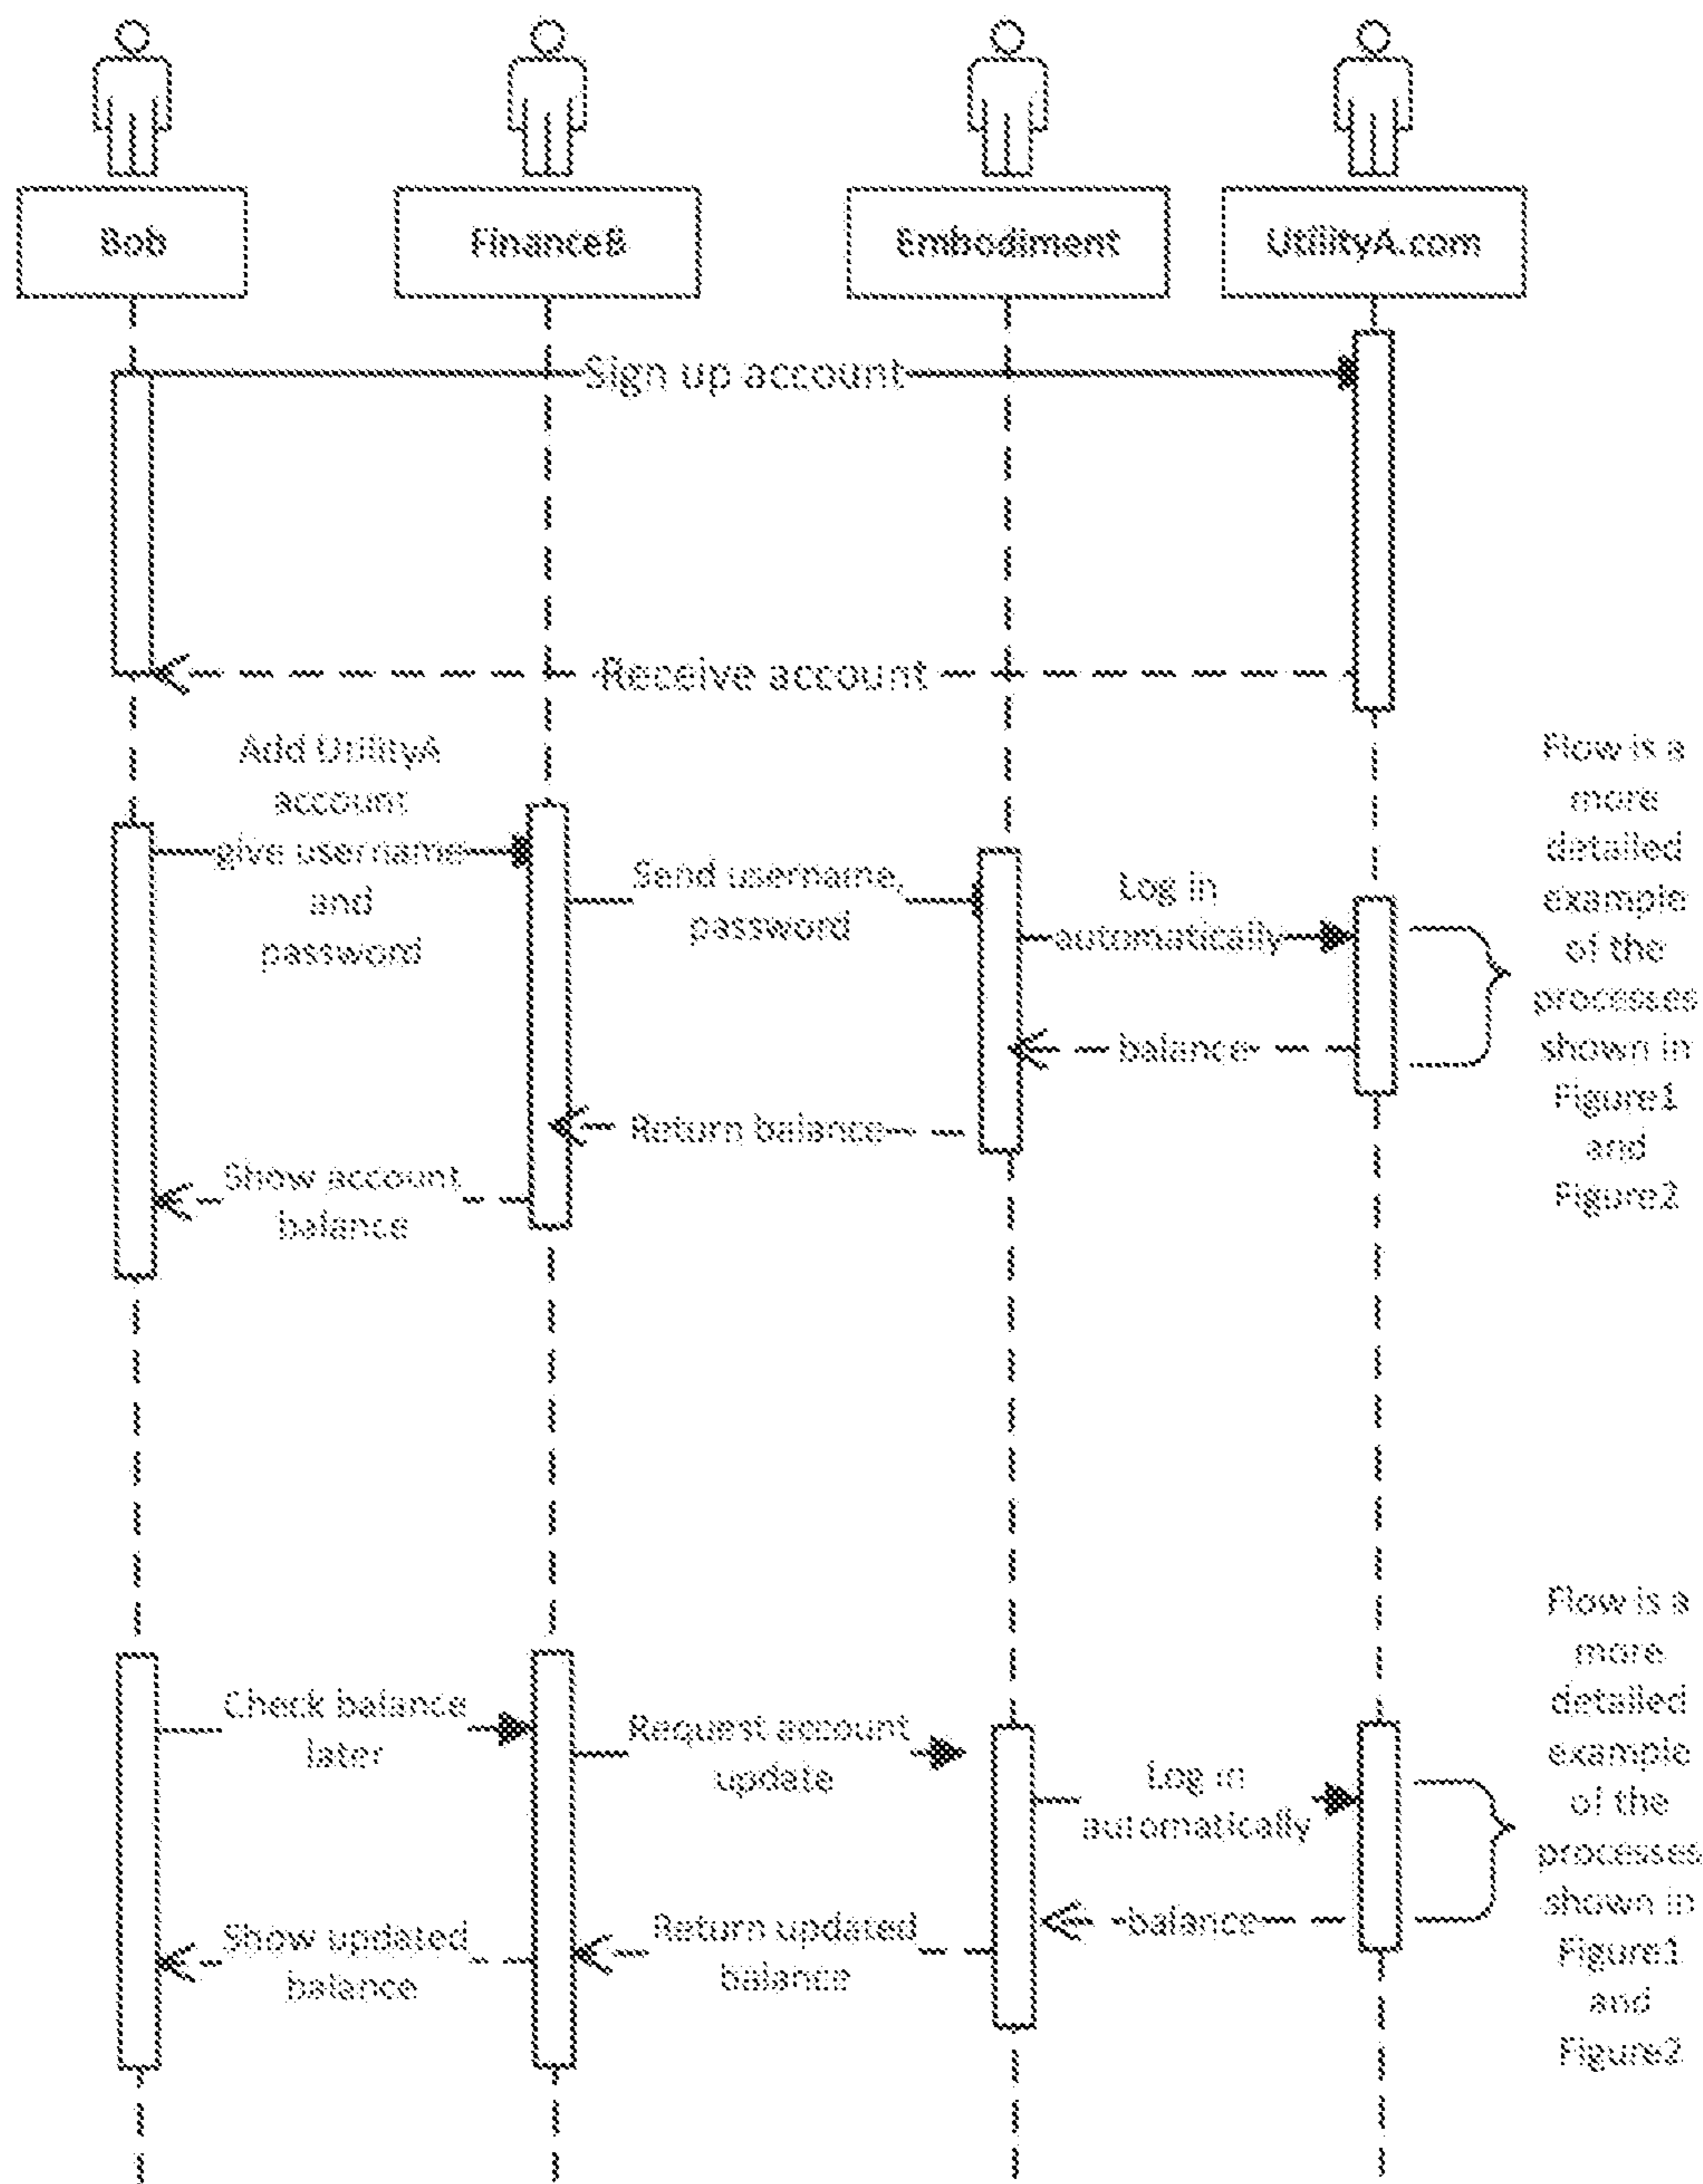 Bob
FinanceB
Embodiment
UtilityA.com
Sign up account
Receive account
Add UtilityA
account
give username
and
password
Send username,
password
Log in
automatically
balance
Return balance
Show account
balance
Flow is a
more
detailed
example
of the
processes
shown in
Figure1
and
Figure2
Check balance
later
Request account
update
Log in
automatically
balance
Return updated
balance
Show updated
balance
Flow is a
more
detailed
example
of the
processes
shown in
Figure1
and
Figure2